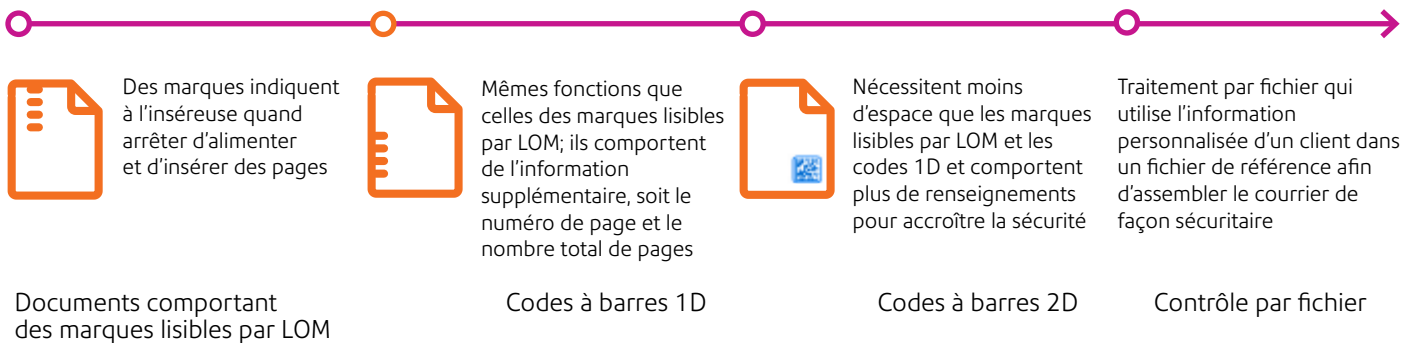 Des marques indiquent
à l'inséreuse quand
arrêter d'alimenter
et d'insérer des pages
Documents comportant
des marques lisibles par LOM
Mêmes fonctions que
celles des marques lisibles
par LOM; ils comportent
de l'information
supplémentaire, soit le
numéro de page et le
nombre total de pages
Codes à barres 1D
Nécessitent moins
d'espace que les marques
lisibles par LOM et les
codes 1D et comportent
plus de renseignements
pour accroître la sécurité
Codes à barres 2D
Traitement par fichier qui
utilise l'information
personnalisée d'un client dans
un fichier de référence afin
d'assembler le courrier de
façon sécuritaire
Contrôle par fichier